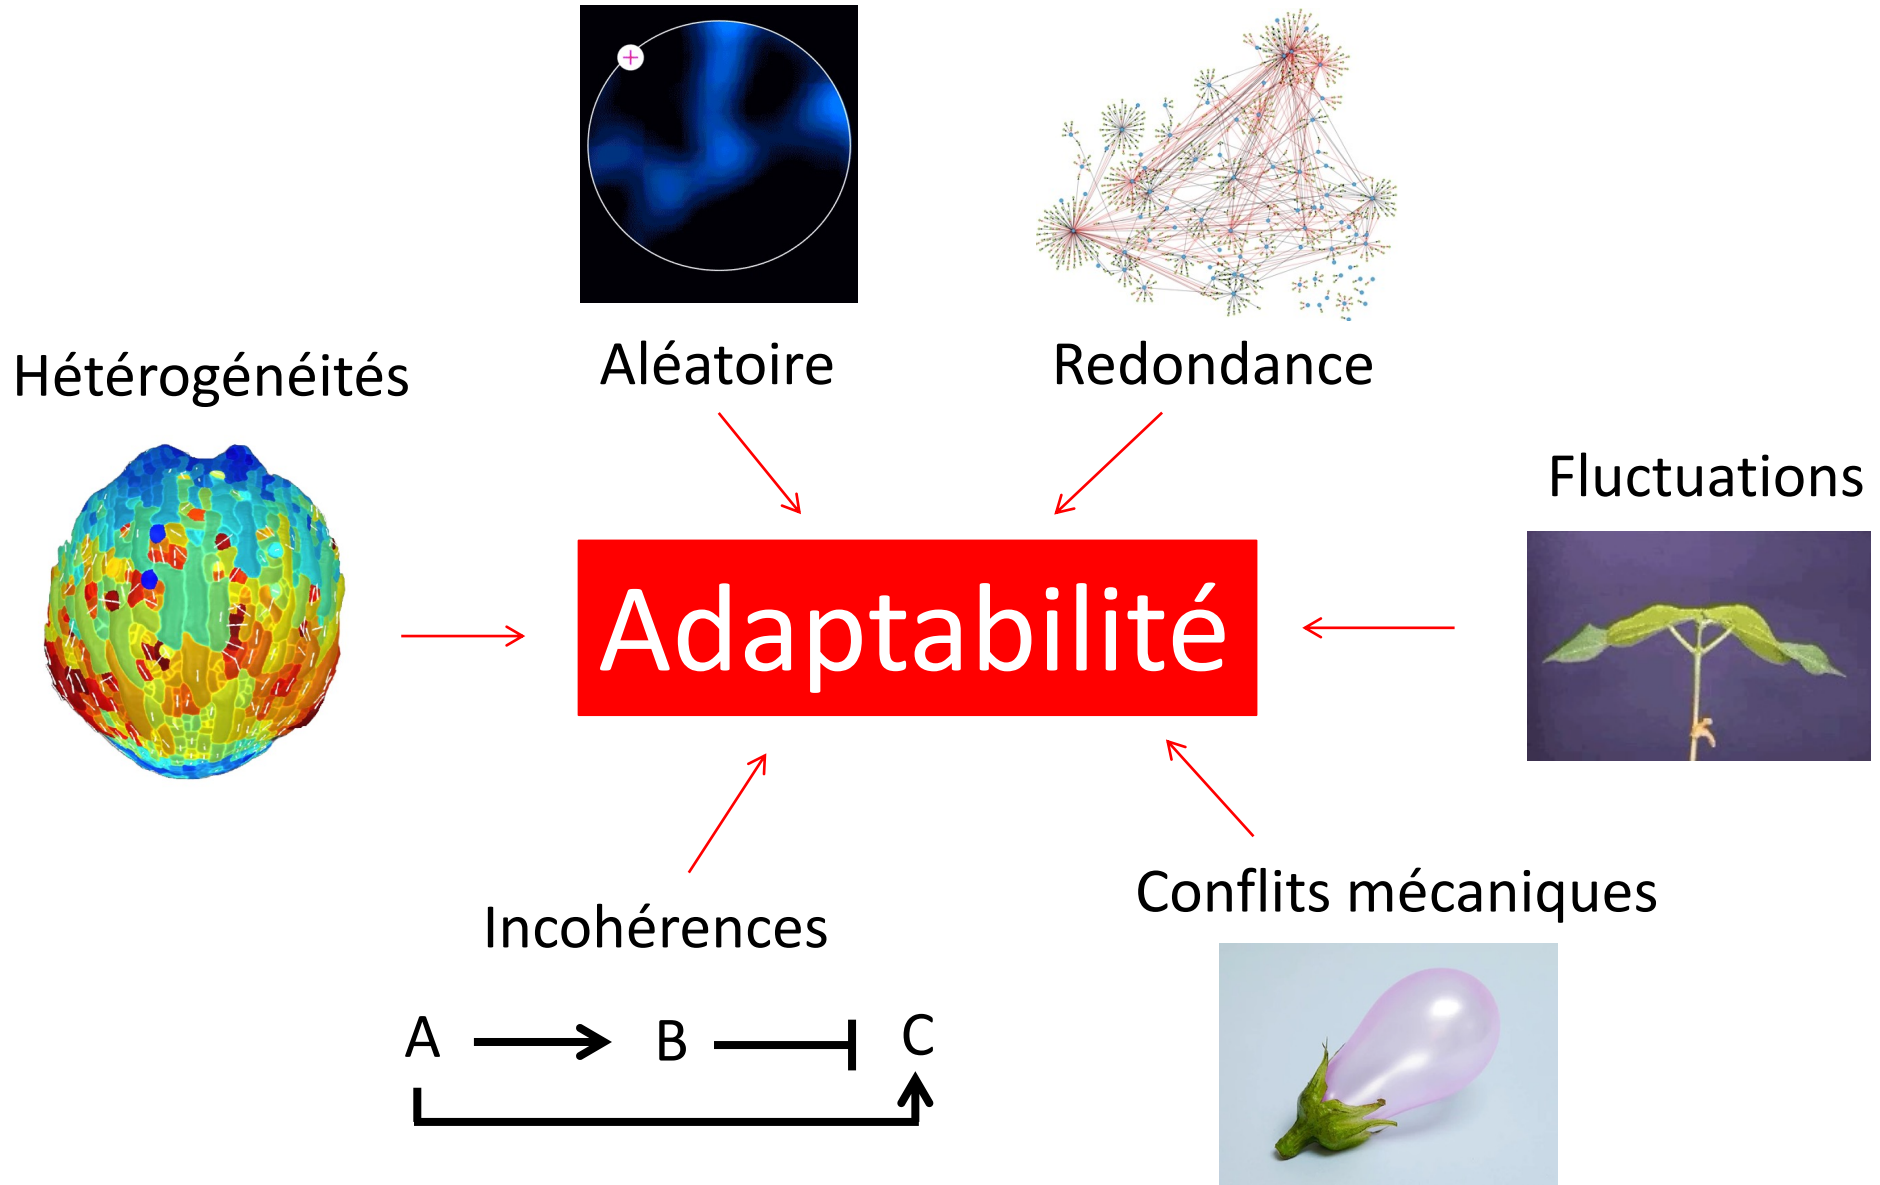 Aléatoire
Redondance
Hétérogénéités
Fluctuations
Adaptabilité
Conflits mécaniques
Incohérences
A B C